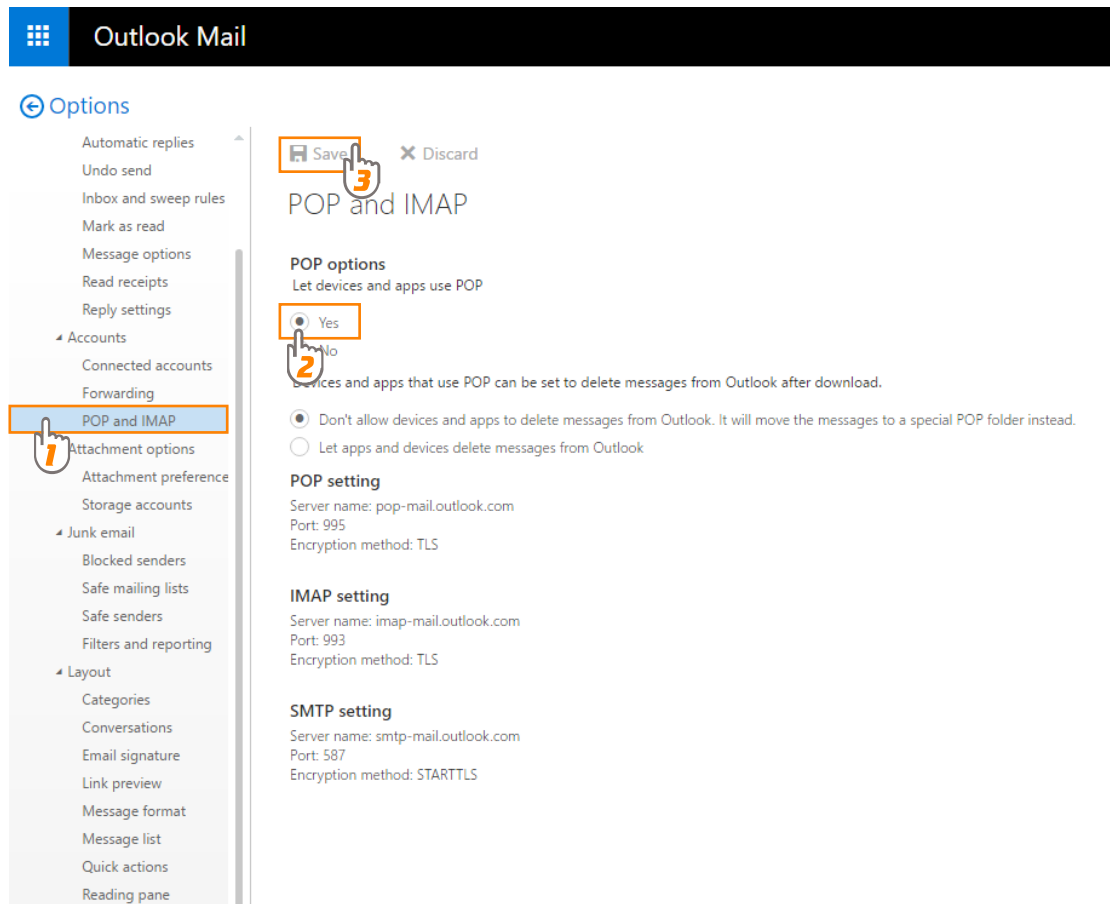 Outlook Mail
Options
Automatic replies
Undo send
Inbox and sweep rules
Mark as read
Message options
Read receipts
Reply settings
Accounts
Connected accounts
Forwarding
POP and IMAP
1
Attachment options
Attachment preference
Storage accounts
Junk email
Blocked senders
Safe mailing lists
Safe senders
Filters and reporting
Layout
Categories
Conversations
Email signature
Link preview
Message format
Message list
Quick actions
Reading pane
Save Discard
3
POP and IMAP
POP options
Let devices and apps use POP
Yes
No
2
Devices and apps that use POP can be set to delete messages from Outlook after download.
Don't allow devices and apps to delete messages from Outlook. It will move the messages to a special POP folder instead.
Let apps and devices delete messages from Outlook
POP setting
Server name: pop-mail.outlook.com
Port: 995
Encryption method: TLS
IMAP setting
Server name: imap-mail.outlook.com
Port: 993
Encryption method: TLS
SMTP setting
Server name: smtp-mail.outlook.com
Port: 587
Encryption method: STARTTLS